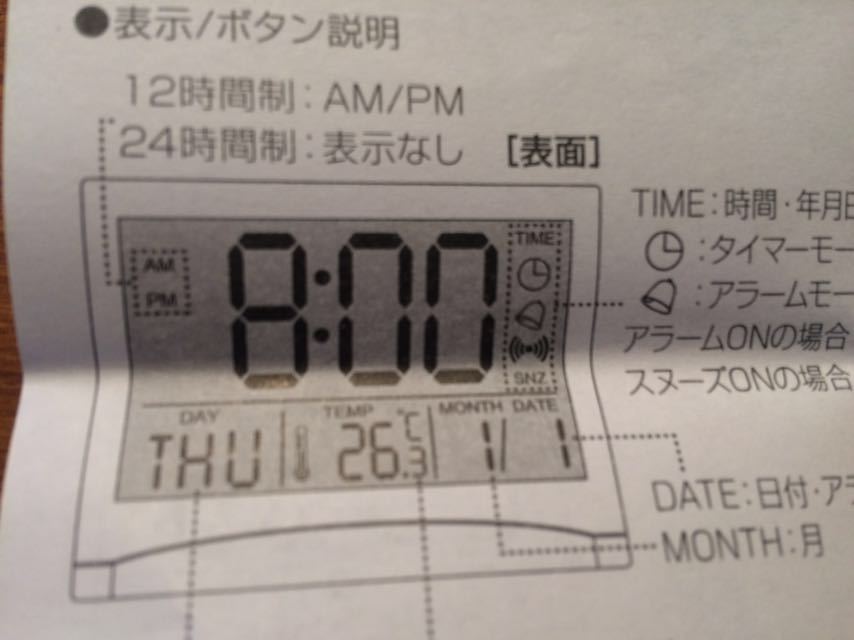 ●表示/ボタン説明
12時間制：AM/PM
24時間制：表示なし
[表面]
TIME：時間・年月日
：タイマーモー
：アラームモー
アラームONの場合
スヌーズONの場合
AM
PM
8:00
TIME
SNZ
DAY
TEMP
MONTH DATE
THU
26.3
℃
1/ 1
DATE：日付・アラ
MONTH：月